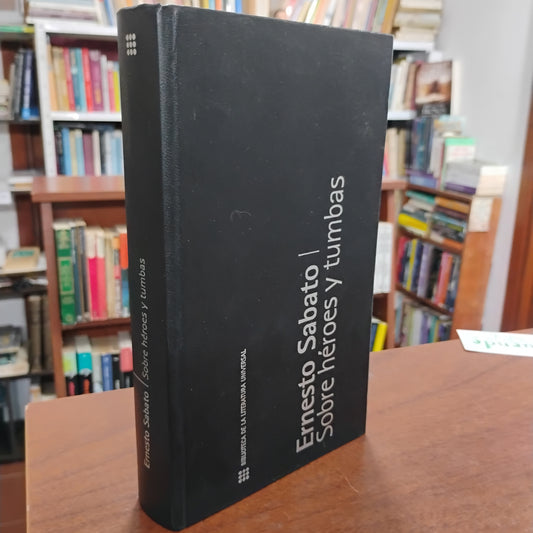 Ernesto Sabato | Sobre héroes y tumbas
Ernesto Sabato |
Sobre héroes y tumbas
BIBLIOTECA DE LA LITERATURA UNIVERSAL